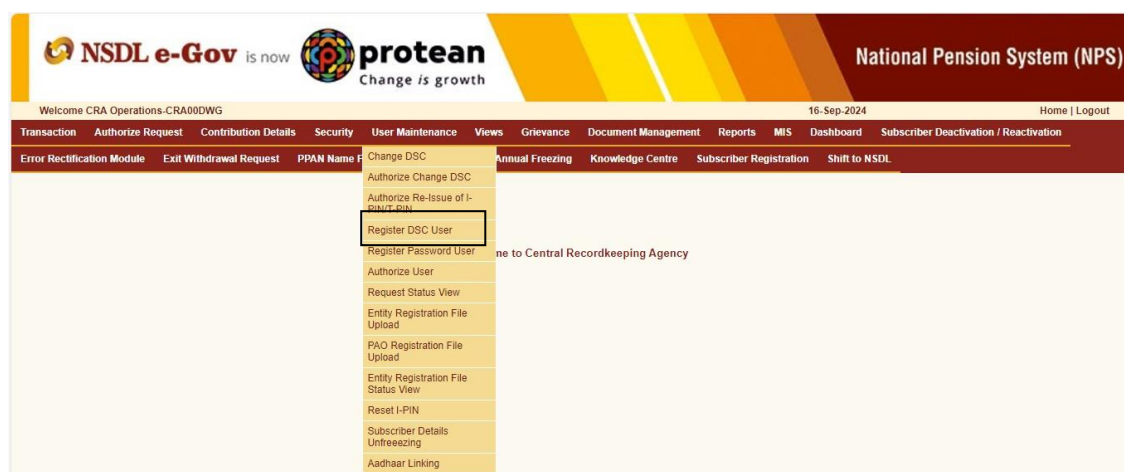 NSDL e-Gov is now protean
Change is growth
National Pension System (NPS)
Welcome CRA Operations-CRA00DWG 16-Sep-2024 Home | Logout
Transaction Authorize Request Contribution Details Security User Maintenance Views Grievance Document Management Reports MIS Dashboard Subscriber Deactivation / Reactivation
Error Rectification Module Exit Withdrawal Request PPAN Name F Annual Freezing Knowledge Centre Subscriber Registration Shift to NSDL
Change DSC
Authorize Change DSC
Authorize Re-Issue of I-
PIN/T-PIN
Register DSC User
Register Password User
me to Central Recordkeeping Agency
Authorize User
Request Status View
Entity Registration File
Upload
PAO Registration File
Upload
Entity Registration File
Status View
Reset I-PIN
Subscriber Details
Unfreeezing
Aadhaar Linking